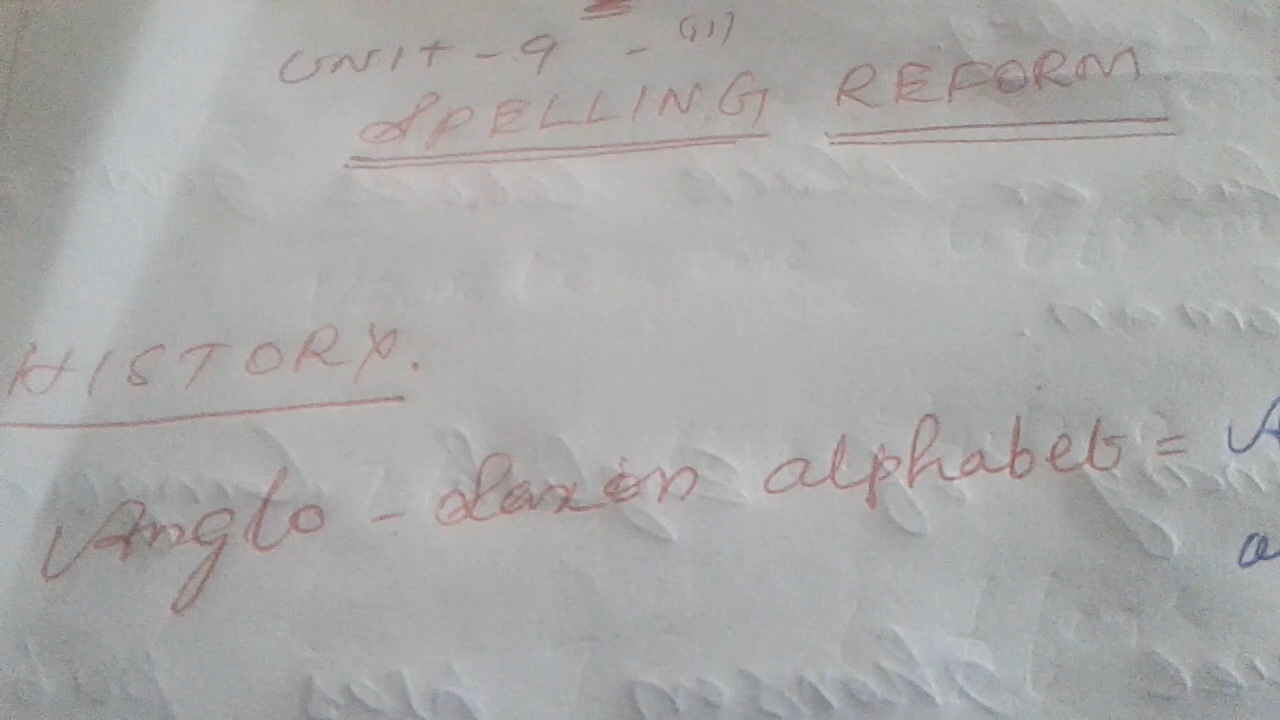 UNIT - 9 - (ii)
SPELLING REFORM.
HISTORY.
Anglo - Saxon alphabet =